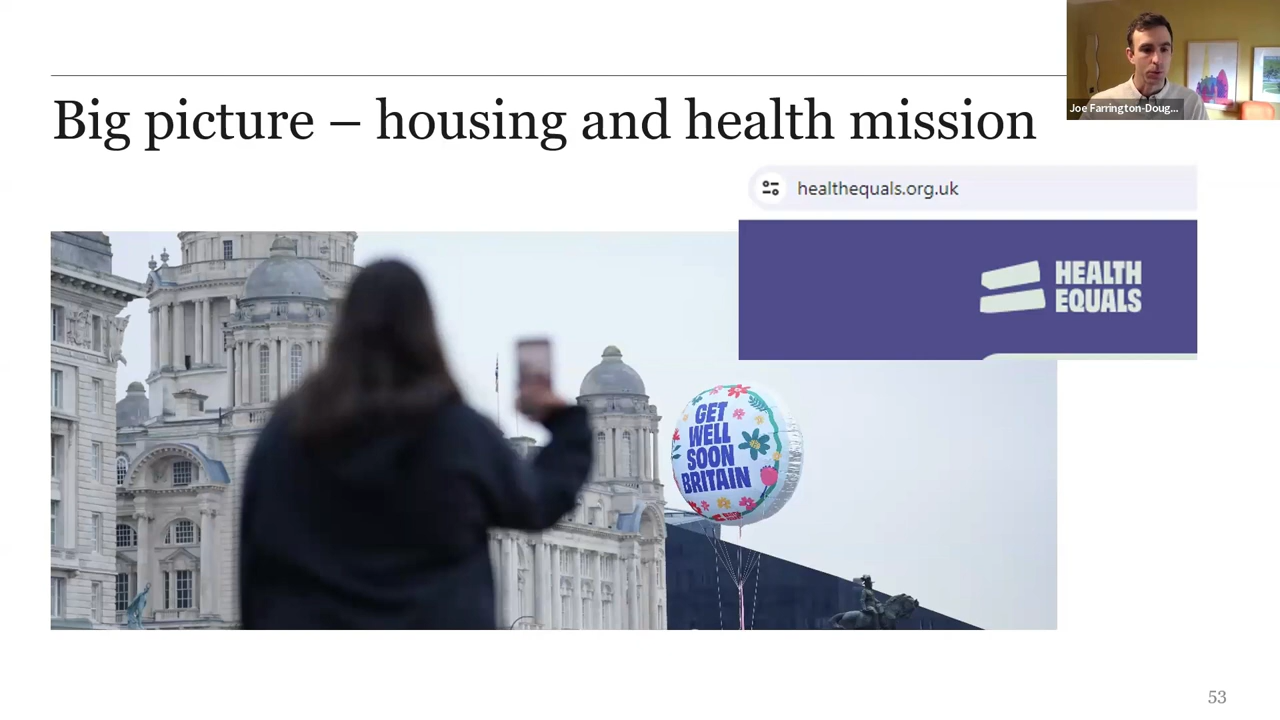 Big picture – housing and health mission
Joe Farrington-Doug...
healthequals.org.uk
HEALTH
EQUALS
GET
WELL
SOON
BRITAIN
53